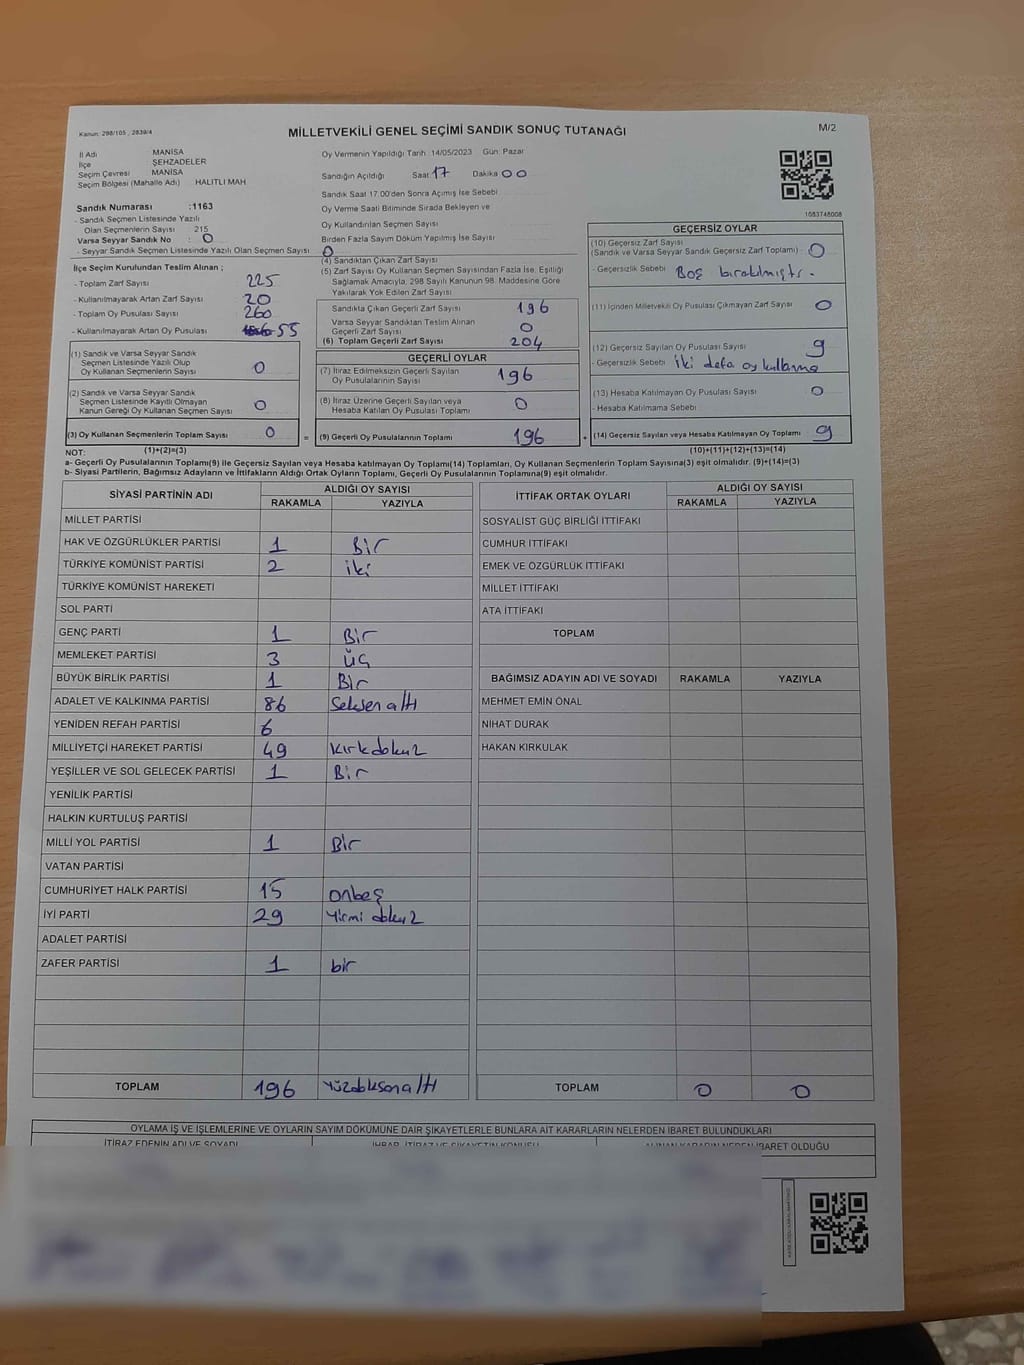 Kanun: 298/105 , 2839/4
MİLLETVEKİLİ GENEL SEÇİMİ SANDIK SONUÇ TUTANAĞI
M/2
İl Adı MANİSA
İlçe ŞEHZADELER
Seçim Çevresi MANİSA
Seçim Bölgesi (Mahalle Adı) HALITLI MAH
Sandık Numarası :1163
- Sandık Seçmen Listesinde Yazılı
Olan Seçmenlerin Sayısı 215
Varsa Seyyar Sandık No : 0
- Seyyar Sandık Seçmen Listesinde Yazılı Olan Seçmen Sayısı : 0
Oy Vermenin Yapıldığı Tarih :14/05/2023 Gün: Pazar
Sandığın Açıldığı Saat 17 Dakika 00
Sandık Saat 17.00'den Sonra Açılmış İse Sebebi
Oy Verme Saati Bitiminde Sırada Bekleyen ve
Oy Kullandırılan Seçmen Sayısı
Birden Fazla Sayım Döküm Yapılmış İse Sayısı
1083748008
İlçe Seçim Kurulundan Teslim Alınan ;
- Toplam Zarf Sayısı 225
- Kullanılmayarak Artan Zarf Sayısı 20
- Toplam Oy Pusulası Sayısı 260
- Kullanılmayarak Artan Oy Pusulası 55
(1) Sandık ve Varsa Seyyar Sandık
Seçmen Listesinde Yazılı Olup
Oy Kullanan Seçmenlerin Sayısı 0
(2) Sandık ve Varsa Seyyar Sandık
Seçmen Listesinde Kayıtlı Olmayan
Kanun Gereği Oy Kullanan Seçmen Sayısı 0
(3) Oy Kullanan Seçmenlerin Toplam Sayısı 0
(4) Sandıktan Çıkan Zarf Sayısı
(5) Zarf Sayısı Oy Kullanan Seçmen Sayısından Fazla İse, Eşitliği
Sağlamak Amacıyla, 298 Sayılı Kanunun 98. Maddesine Göre
Yakılarak Yok Edilen Zarf Sayısı
Sandıkta Çıkan Geçerli Zarf Sayısı 196
Varsa Seyyar Sandıktan Teslim Alınan
Geçerli Zarf Sayısı 0
(6) Toplam Geçerli Zarf Sayısı 204
GEÇERLİ OYLAR
(7) İtiraz Edilmeksizin Geçerli Sayılan
Oy Pusulalarının Sayısı 196
(8) İtiraz Üzerine Geçerli Sayılan veya
Hesaba Katılan Oy Pusulası Toplamı 0
= (9) Geçerli Oy Pusulalarının Toplamı 196
GEÇERSİZ OYLAR
(10) Geçersiz Zarf Sayısı
(Sandık ve Varsa Seyyar Sandık Geçersiz Zarf Toplamı) 0
- Geçersizlik Sebebi Boş bırakılmıştı.
(11) İçinden Milletvekili Oy Pusulası Çıkmayan Zarf Sayısı 0
(12) Geçersiz Sayılan Oy Pusulası Sayısı 9
- Geçersizlik Sebebi İki defa oy kullanma
(13) Hesaba Katılmayan Oy Pusulası Sayısı 0
- Hesaba Katılmama Sebebi
+ (14) Geçersiz Sayılan veya Hesaba Katılmayan Oy Toplamı 9
NOT: (1)+(2)=(3)
(10)+(11)+(12)+(13)=(14)
a- Geçerli Oy Pusulalarının Toplamı(9) ile Geçersiz Sayılan veya Hesaba katılmayan Oy Toplamı(14) Toplamları, Oy Kullanan Seçmenlerin Toplam Sayısına(3) eşit olmalıdır. (9)+(14)=(3)
b- Siyasi Partilerin, Bağımsız Adayların ve İttifakların Aldığı Ortak Oyların Toplamı, Geçerli Oy Pusulalarının Toplamına(9) eşit olmalıdır.
SİYASİ PARTİNİN ADI ALDIĞI OY SAYISI
RAKAMLA YAZIYLA
MİLLET PARTİSİ
HAK VE ÖZGÜRLÜKLER PARTİSİ 1 Bir
TÜRKİYE KOMÜNİST PARTİSİ 2 iki
TÜRKİYE KOMÜNİST HAREKETİ
SOL PARTİ
GENÇ PARTİ 1 Bir
MEMLEKET PARTİSİ 3 üç
BÜYÜK BİRLİK PARTİSİ 1 Bir
ADALET VE KALKINMA PARTİSİ 86 Seksen altı
YENİDEN REFAH PARTİSİ 6
MİLLİYETÇİ HAREKET PARTİSİ 49 Kırkdokuz
YEŞİLLER VE SOL GELECEK PARTİSİ 1 Bir
YENİLİK PARTİSİ
HALKIN KURTULUŞ PARTİSİ
MİLLİ YOL PARTİSİ 1 Bir
VATAN PARTİSİ
CUMHURİYET HALK PARTİSİ 15 onbeş
İYİ PARTİ 29 Yirmi dokuz
ADALET PARTİSİ
ZAFER PARTİSİ 1 bir
TOPLAM 196 Yüzdoksanaltı
İTTİFAK ORTAK OYLARI ALDIĞI OY SAYISI
RAKAMLA YAZIYLA
SOSYALİST GÜÇ BİRLİĞİ İTTİFAKI
CUMHUR İTTİFAKI
EMEK VE ÖZGÜRLÜK İTTİFAKI
MİLLET İTTİFAKI
ATA İTTİFAKI
TOPLAM
BAĞIMSIZ ADAYIN ADI VE SOYADI RAKAMLA YAZIYLA
MEHMET EMİN ÖNAL
NİHAT DURAK
HAKAN KIRKULAK
TOPLAM 0 0
OYLAMA İŞ VE İŞLEMLERİNE VE OYLARIN SAYIM DÖKÜMÜNE DAİR ŞİKAYETLERLE BUNLARA AİT KARARLARIN NELERDEN İBARET BULUNDUKLARI
İTİRAZ EDENİN ADI VE SOYADI İHBAR, İTİRAZ VE ŞİKAYETİN KONUSU ALINAN KARARIN NEDEN İBARET OLDUĞU